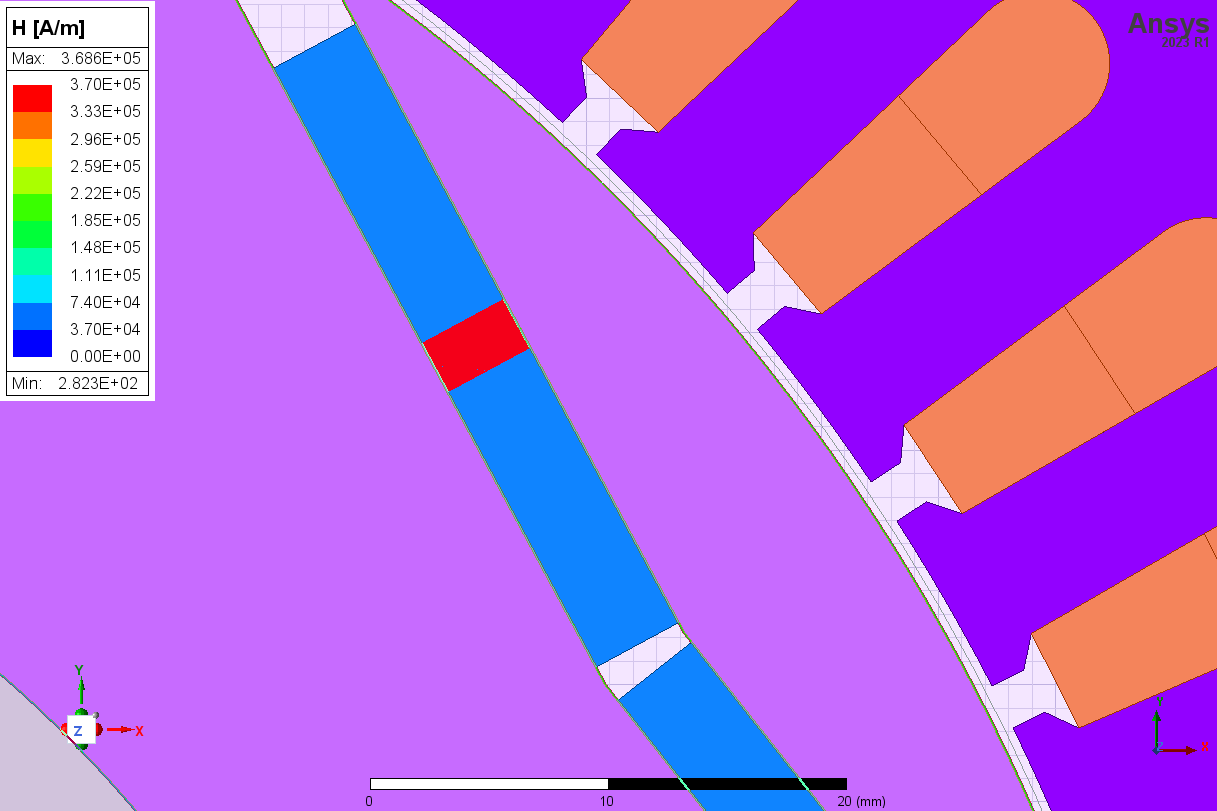 H [A/m]
Max: 3.686E+05
3.70E+05
3.33E+05
2.96E+05
2.59E+05
2.22E+05
1.85E+05
1.48E+05
1.11E+05
7.40E+04
3.70E+04
0.00E+00
Min: 2.823E+02
Ansys
2023 R1
Y
Z
X
0 10 20 (mm)
Y
Z
X